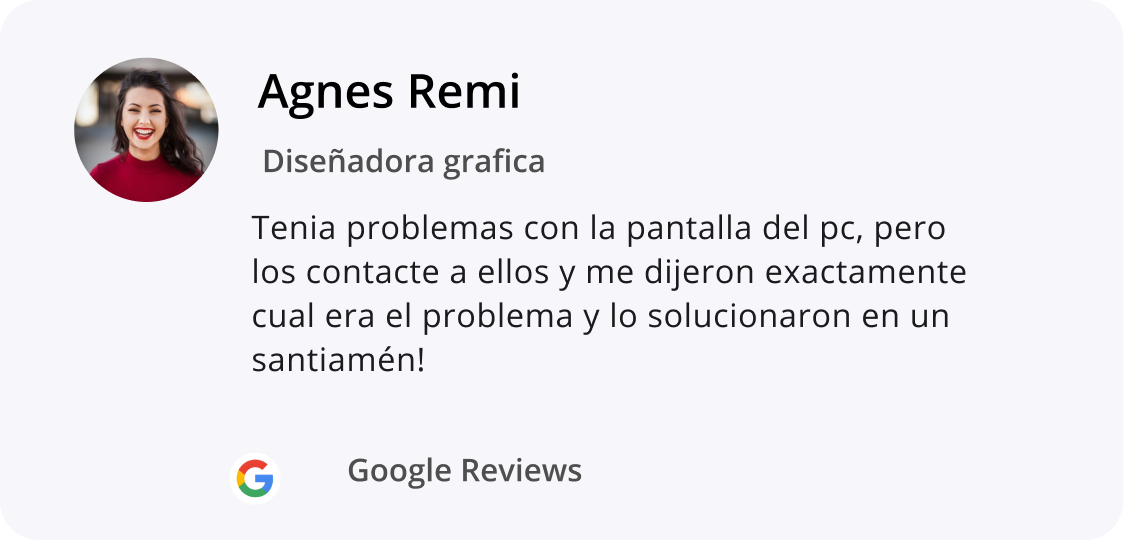 Agnes Remi
Diseñadora grafica
Tenia problemas con la pantalla del pc, pero
los contacte a ellos y me dijeron exactamente
cual era el problema y lo solucionaron en un
santiamén!
Google Reviews